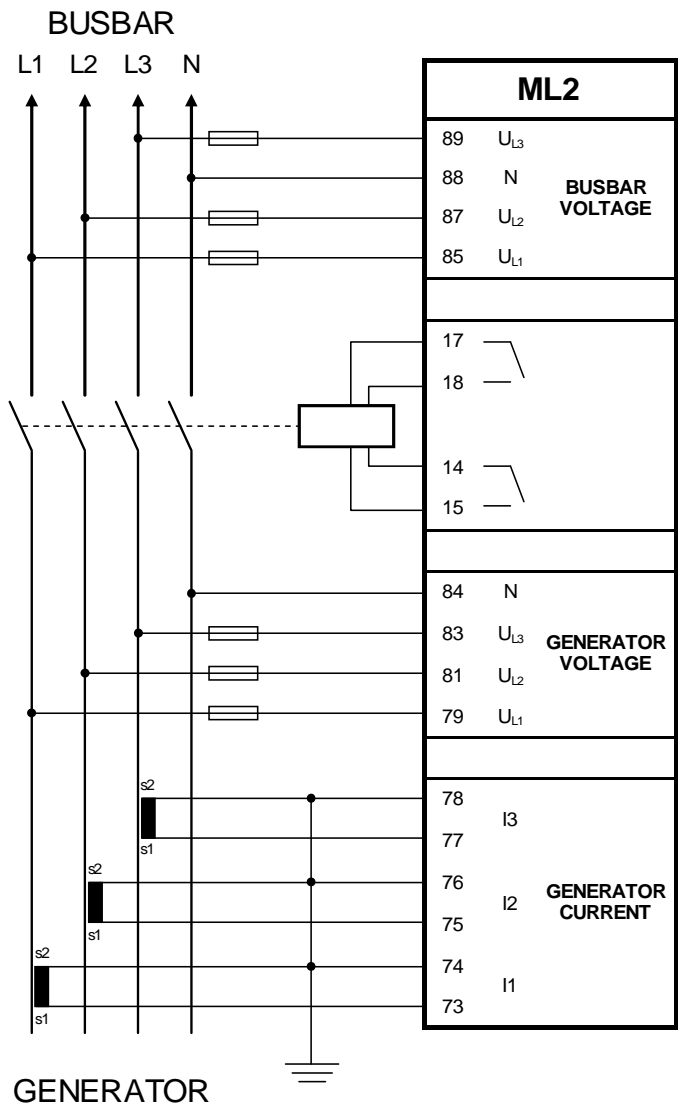 BUSBAR
L1 L2 L3 N
ML2
89 UL3
88 N
87 UL2
85 UL1
BUSBAR
VOLTAGE
17
18
14
15
84 N
83 UL3
81 UL2
79 UL1
GENERATOR
VOLTAGE
s2
s1
s2
s1
s2
s1
78
I3
77
76
I2
75
74
I1
73
GENERATOR
CURRENT
GENERATOR